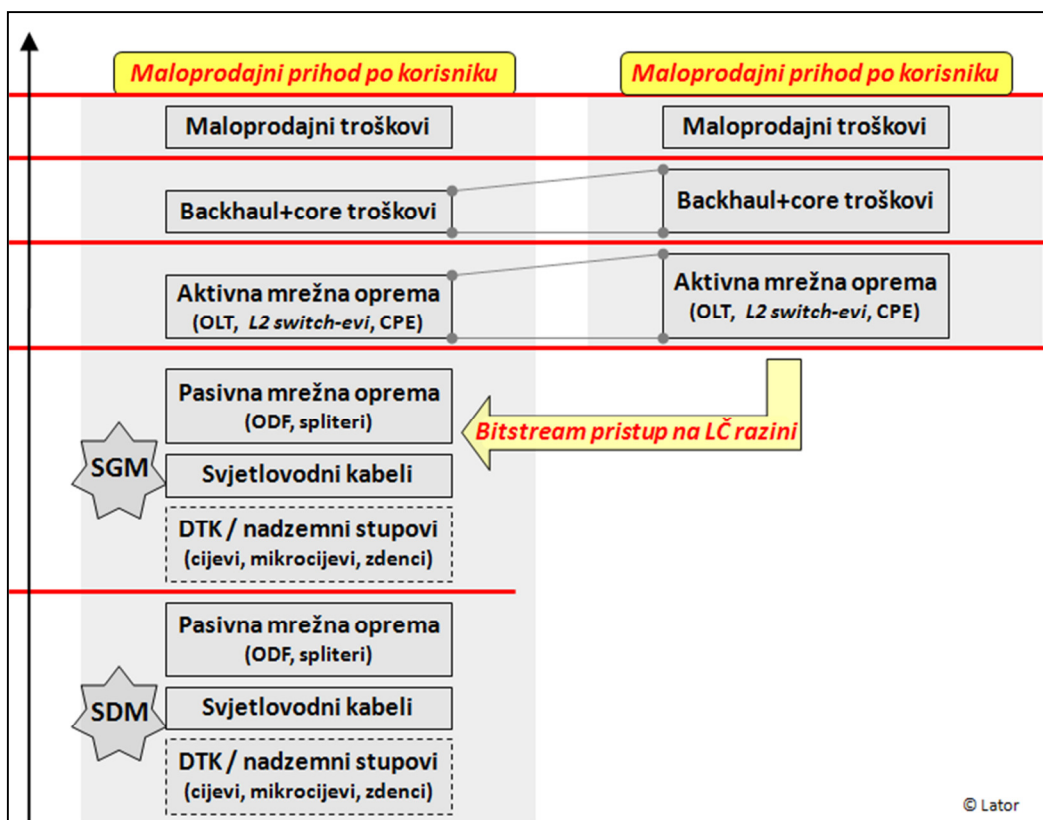 Maloprodajni prihod po korisniku
Maloprodajni prihod po korisniku
Maloprodajni troškovi
Maloprodajni troškovi
Backhaul+core troškovi
Backhaul+core troškovi
Aktivna mrežna oprema
(OLT, L2 switch-evi, CPE)
Aktivna mrežna oprema
(OLT, L2 switch-evi, CPE)
Pasivna mrežna oprema
(ODF, spliteri)
Bitstream pristup na LČ razini
SGM
Svjetlovodni kabeli
DTK / nadzemni stupovi
(cijevi, mikrocijevi, zdenci)
Pasivna mrežna oprema
(ODF, spliteri)
SDM
Svjetlovodni kabeli
DTK / nadzemni stupovi
(cijevi, mikrocijevi, zdenci)
© Lator